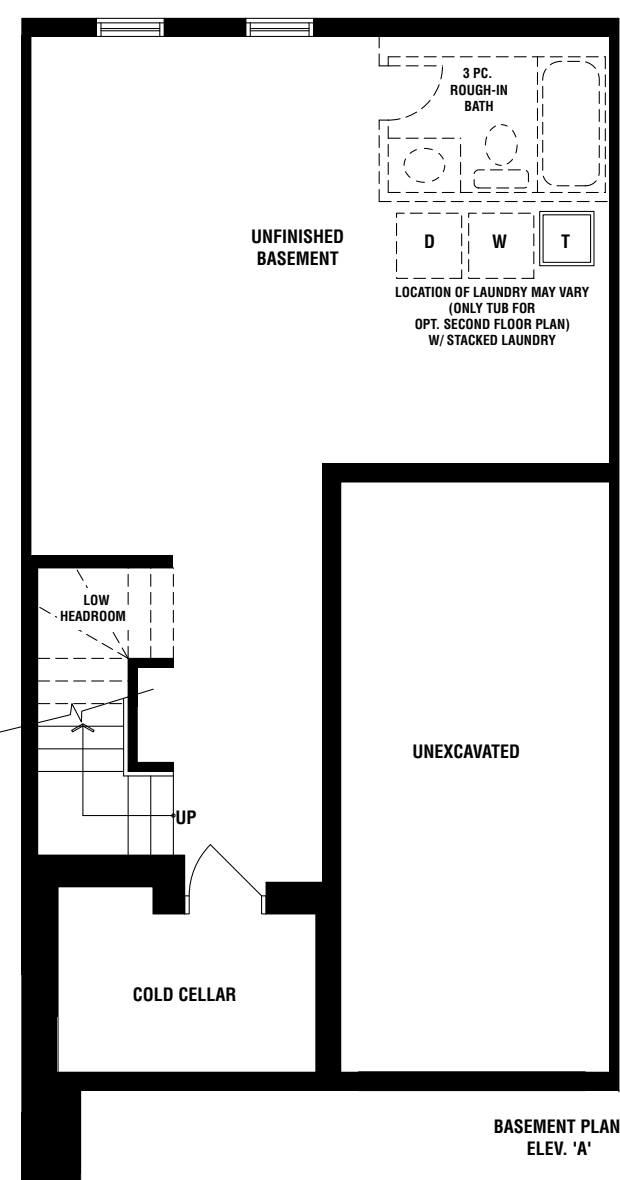 3 PC.
ROUGH-IN
BATH
UNFINISHED
BASEMENT
D
W
T
LOCATION OF LAUNDRY MAY VARY
(ONLY TUB FOR
OPT. SECOND FLOOR PLAN)
W/ STACKED LAUNDRY
LOW
HEADROOM
UNEXCAVATED
UP
COLD CELLAR
BASEMENT PLAN
ELEV. 'A'